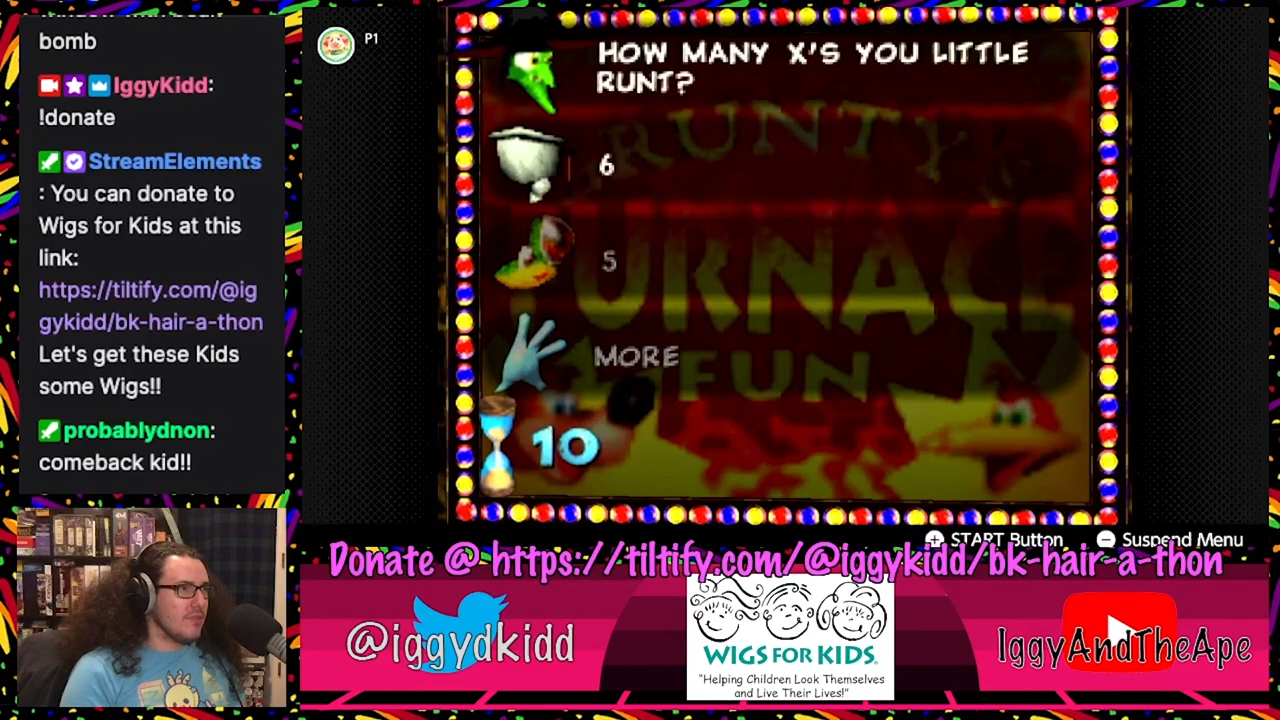 bomb
IggyKidd:
!donate
StreamElements
: You can donate to
Wigs for Kids at this
link:
https://tiltify.com/@ig
gykidd/bk-hair-a-thon
Let's get these Kids
some Wigs!!
probablydnon:
comeback kid!!
P1
HOW MANY X'S YOU LITTLE
RUNT?
6
5
MORE
10
RUNTY
FURNACE
FUN
START Button
Suspend Menu
Donate @ https://tiltify.com/@iggykidd/bk-hair-a-thon
@iggydkidd
WIGS FOR KIDS.
"Helping Children Look Themselves
and Live Their Lives!"
IggyAndTheApe